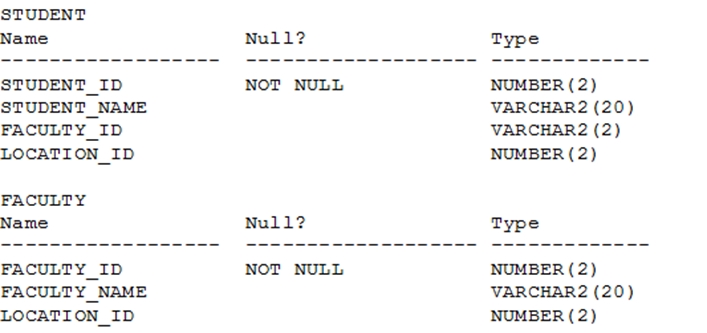 STUDENT
Name Null? Type
------------------ ------------------- -------------
STUDENT_ID NOT NULL NUMBER(2)
STUDENT_NAME VARCHAR2(20)
FACULTY_ID VARCHAR2(2)
LOCATION_ID NUMBER(2)
FACULTY
Name Null? Type
------------------ ------------------- -------------
FACULTY_ID NOT NULL NUMBER(2)
FACULTY_NAME VARCHAR2(20)
LOCATION_ID NUMBER(2)